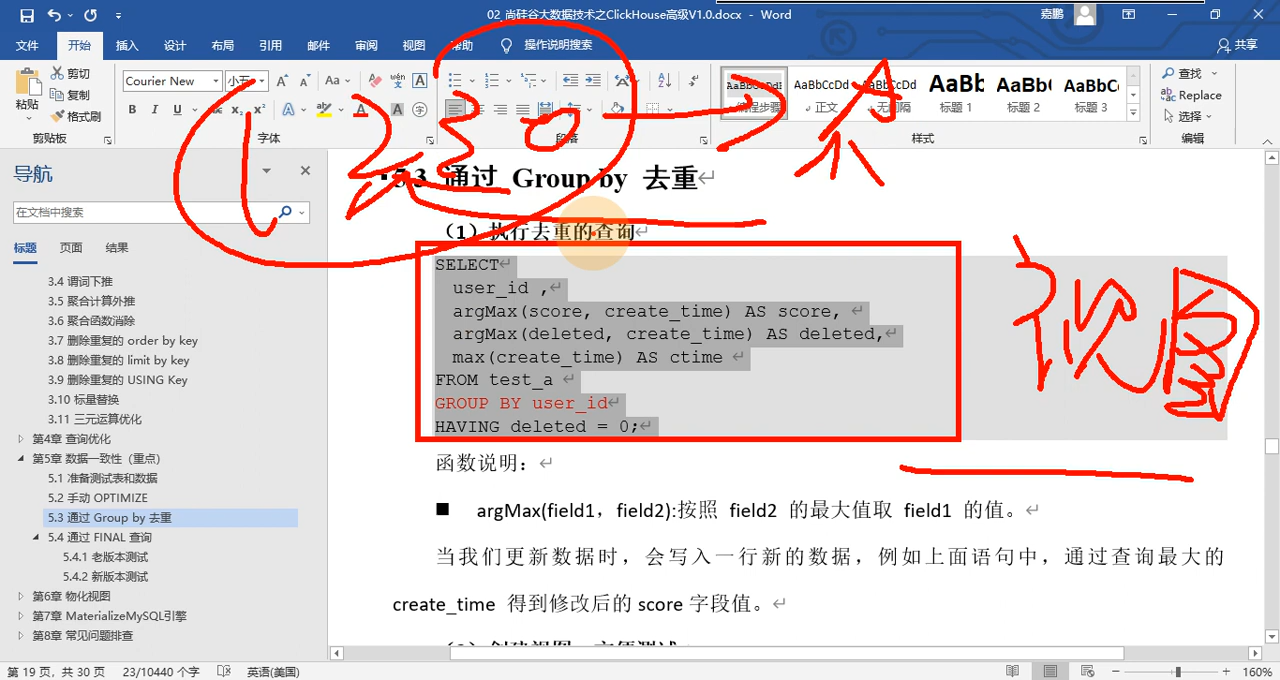 02_尚硅谷大数据技术之ClickHouse高级V1.0.docx - Word
嘉鹏
文件 开始 插入 设计 布局 引用 邮件 审阅 视图 帮助 操作说明搜索 共享
粘贴 剪切 复制 格式刷
Courier New 小五
AaBbCcDd AaBbCcDd AaBbCcDd AaBb AaBb( AaBbC
正文 无间隔 标题 1 标题 2 标题 3
查找 Replace 选择
剪贴板 字体 段落 样式 编辑
导航
在文档中搜索
标题 页面 结果
3.4 谓词下推
3.5 聚合计算外推
3.6 聚合函数消除
3.7 删除重复的 order by key
3.8 删除重复的 limit by key
3.9 删除重复的 USING Key
3.10 标量替换
3.11 三元运算优化
第4章 查询优化
第5章 数据一致性（重点）
5.1 准备测试表和数据
5.2 手动 OPTIMIZE
5.3 通过 Group by 去重
5.4 通过 FINAL 查询
5.4.1 老版本测试
5.4.2 新版本测试
第6章 物化视图
第7章 MaterializeMySQL引擎
第8章 常见问题排查
5.3 通过 Group by 去重
（1）执行去重的查询
SELECT
user_id ,
argMax(score, create_time) AS score,
argMax(deleted, create_time) AS deleted,
max(create_time) AS ctime
FROM test_a
GROUP BY user_id
HAVING deleted = 0;
视图
函数说明：
■ argMax(field1，field2):按照 field2 的最大值取 field1 的值。
当我们更新数据时，会写入一行新的数据，例如上面语句中，通过查询最大的
create_time 得到修改后的 score 字段值。
第 19 页，共 30 页 23/10440 个字 英语(美国) 160%